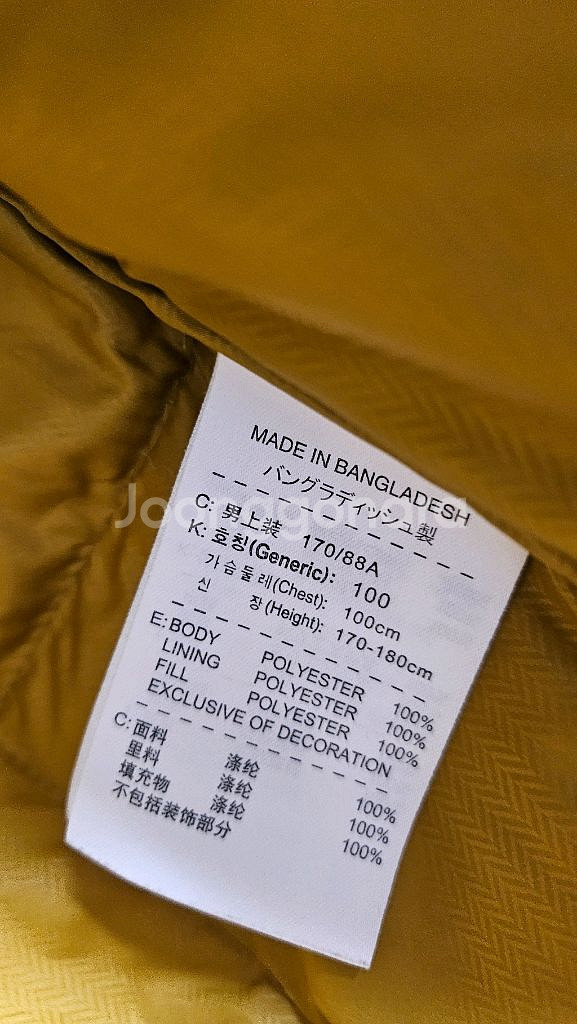 MADE IN BANGLADESH
バングラディッシュ製
C: 男上装 170/88A
K: 호칭(Generic): 100
가슴둘레(Chest): 100cm
신 장(Height): 170-180cm
E: BODY POLYESTER 100%
LINING POLYESTER 100%
FILL POLYESTER 100%
EXCLUSIVE OF DECORATION
C: 面料 涤纶 100%
里料 涤纶 100%
填充物 涤纶 100%
不包括装饰部分
Joongonara